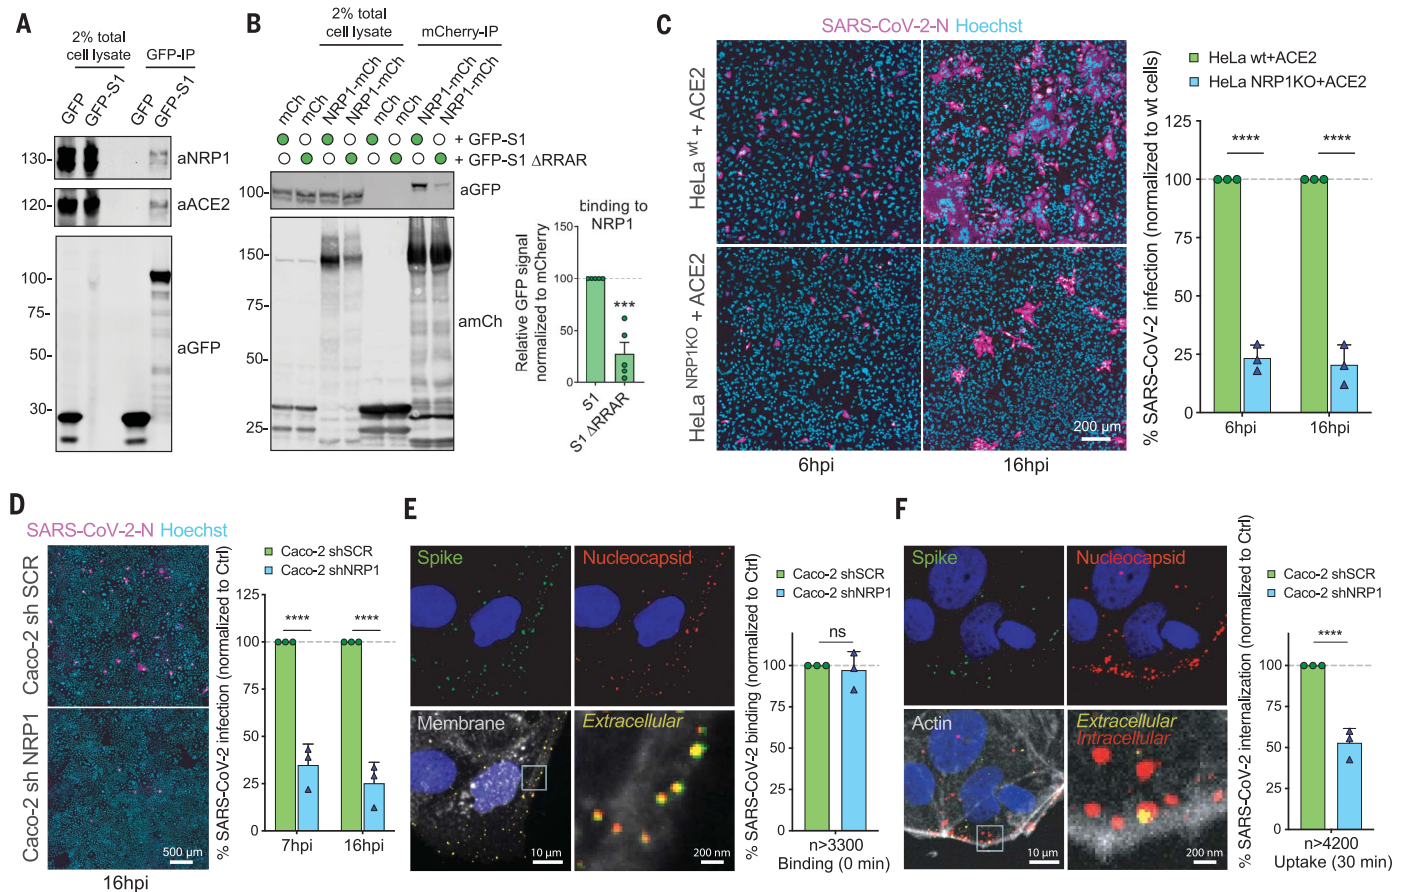 A
2% total
cell lysate
GFP-IP
GFP
GFP-S1
GFP
GFP-S1
130-
aNRP1
120-
aACE2
100-
75-
50-
30-
aGFP
B
2% total
cell lysate
mCherry-IP
mCh
mCh
NRP1-mCh
NRP1-mCh
mCh
mCh
NRP1-mCh
NRP1-mCh
+ GFP-S1
+ GFP-S1 ΔRRAR
100-
aGFP
150-
75-
50-
25-
amCh
binding to
NRP1
Relative GFP signal
normalized to mCherry
150
100
50
0
***
S1
S1 ΔRRAR
C
SARS-CoV-2-N Hoechst
HeLa wt + ACE2
HeLa NRP1KO + ACE2
200 µm
6hpi
16hpi
HeLa wt+ACE2
HeLa NRP1KO+ACE2
% SARS-CoV-2 infection (normalized to wt cells)
125
100
75
50
25
0
****
****
6hpi
16hpi
D
SARS-CoV-2-N Hoechst
Caco-2 sh SCR
Caco-2 sh NRP1
500 µm
16hpi
Caco-2 shSCR
Caco-2 shNRP1
% SARS-CoV-2 infection (normalized to Ctrl)
125
100
75
50
25
0
****
****
7hpi
16hpi
E
Spike
Nucleocapsid
Membrane
10 µm
Extracellular
200 nm
Caco-2 shSCR
Caco-2 shNRP1
% SARS-CoV-2 binding (normalized to Ctrl)
100
75
50
25
0
ns
n>3300
Binding (0 min)
F
Spike
Nucleocapsid
Actin
10 µm
Extracellular
Intracellular
200 nm
Caco-2 shSCR
Caco-2 shNRP1
% SARS-CoV-2 internalization (normalized to Ctrl)
100
75
50
25
0
****
n>4200
Uptake (30 min)